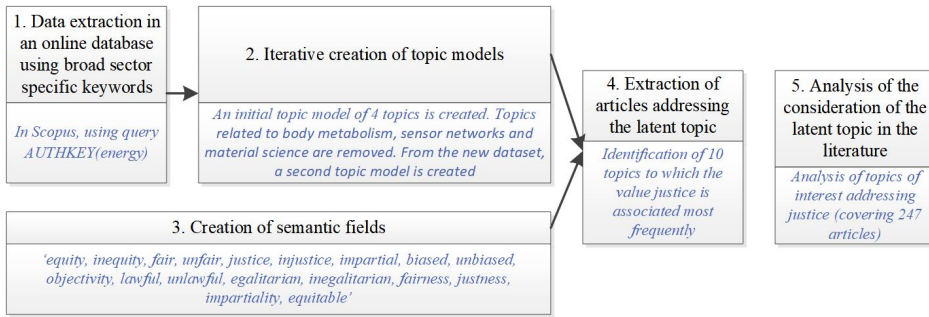 1. Data extraction in
an online database
using broad sector
specific keywords
In Scopus, using query
AUTHKEY(energy)
2. Iterative creation of topic models
An initial topic model of 4 topics is created. Topics
related to body metabolism, sensor networks and
material science are removed. From the new dataset,
a second topic model is created
3. Creation of semantic fields
‘equity, inequity, fair, unfair, justice, injustice, impartial, biased, unbiased,
objectivity, lawful, unlawful, egalitarian, inegalitarian, fairness, justness,
impartiality, equitable’
4. Extraction of
articles addressing
the latent topic
Identification of 10
topics to which the
value justice is
associated most
frequently
5. Analysis of the
consideration of the
latent topic in the
literature
Analysis of topics of
interest addressing
justice (covering 247
articles)